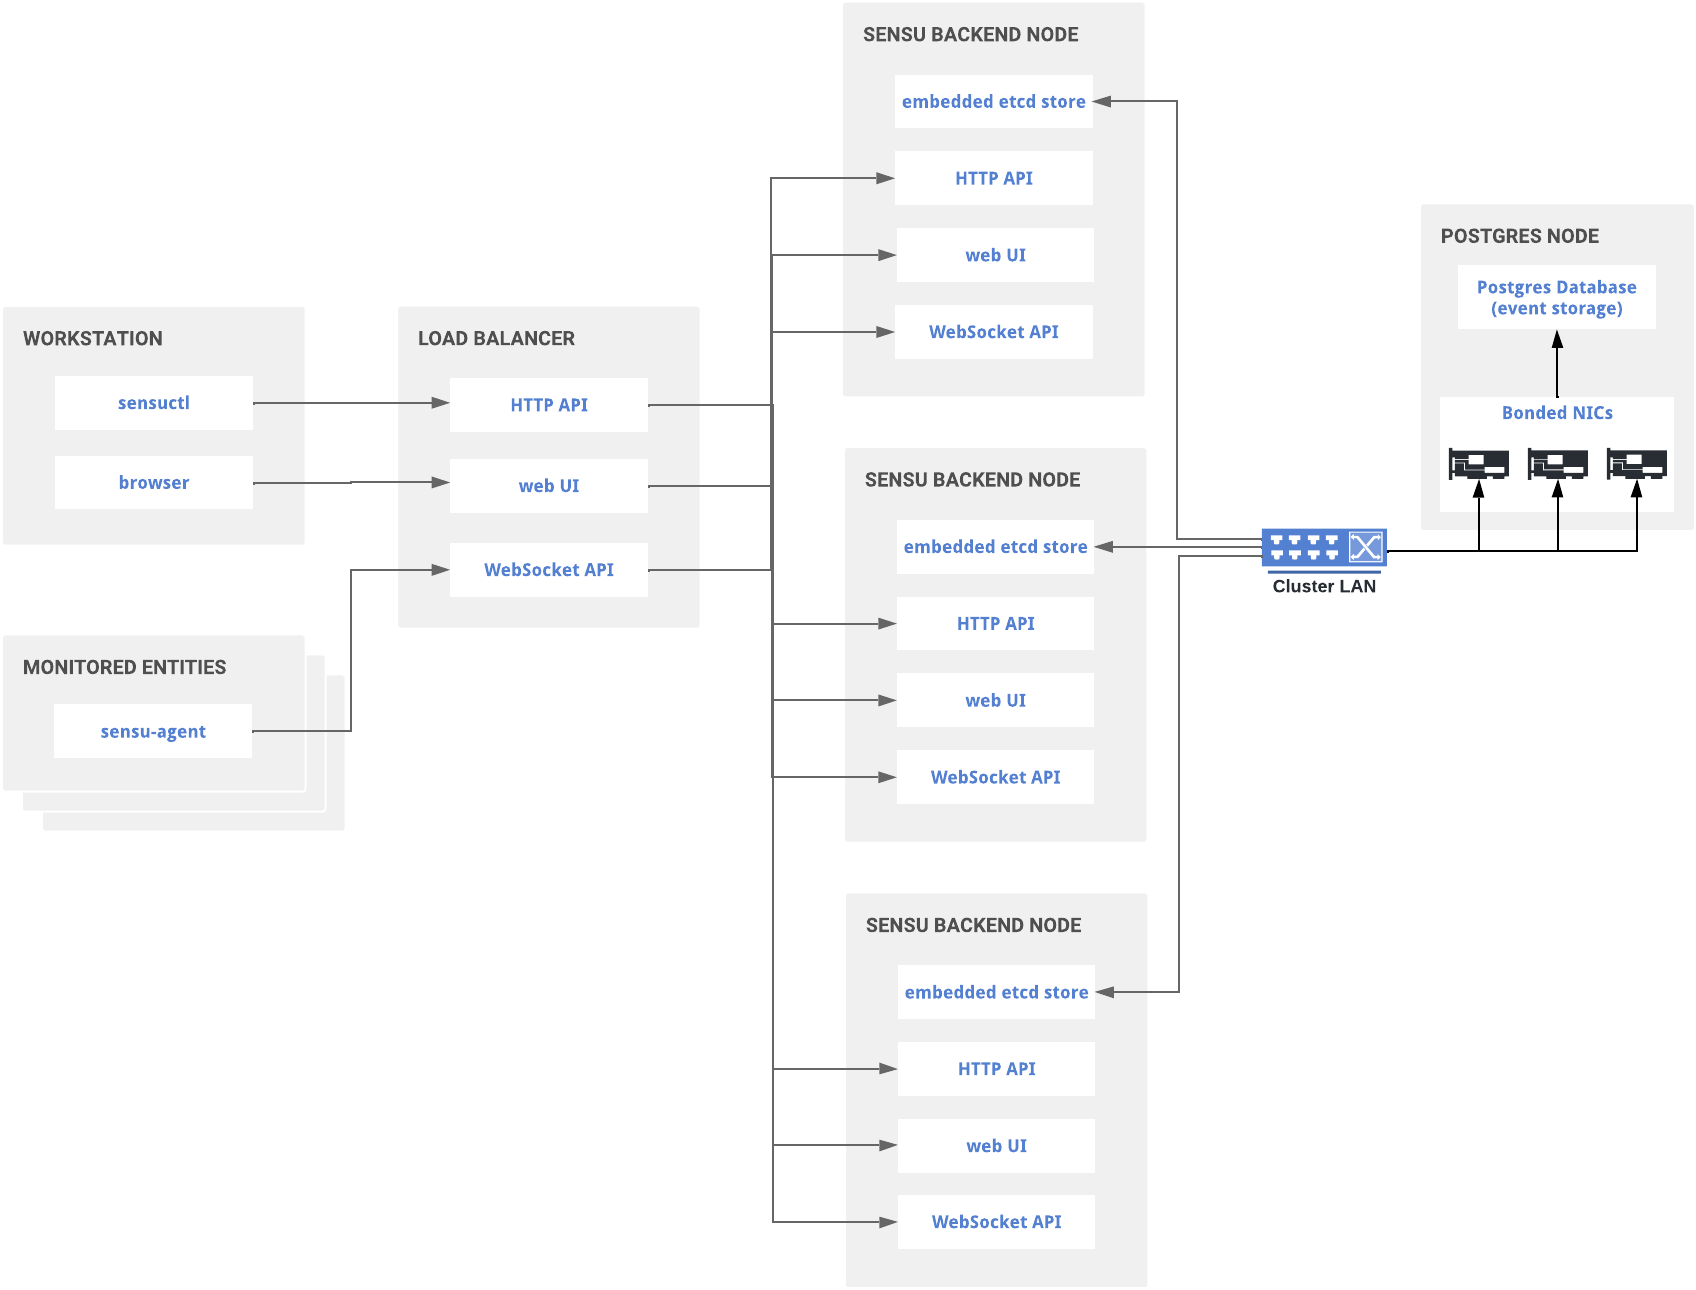 WORKSTATION
sensuctl
browser
MONITORED ENTITIES
sensu-agent
LOAD BALANCER
HTTP API
web UI
WebSocket API
SENSU BACKEND NODE
embedded etcd store
HTTP API
web UI
WebSocket API
SENSU BACKEND NODE
embedded etcd store
HTTP API
web UI
WebSocket API
SENSU BACKEND NODE
embedded etcd store
HTTP API
web UI
WebSocket API
Cluster LAN
POSTGRES NODE
Postgres Database
(event storage)
Bonded NICs